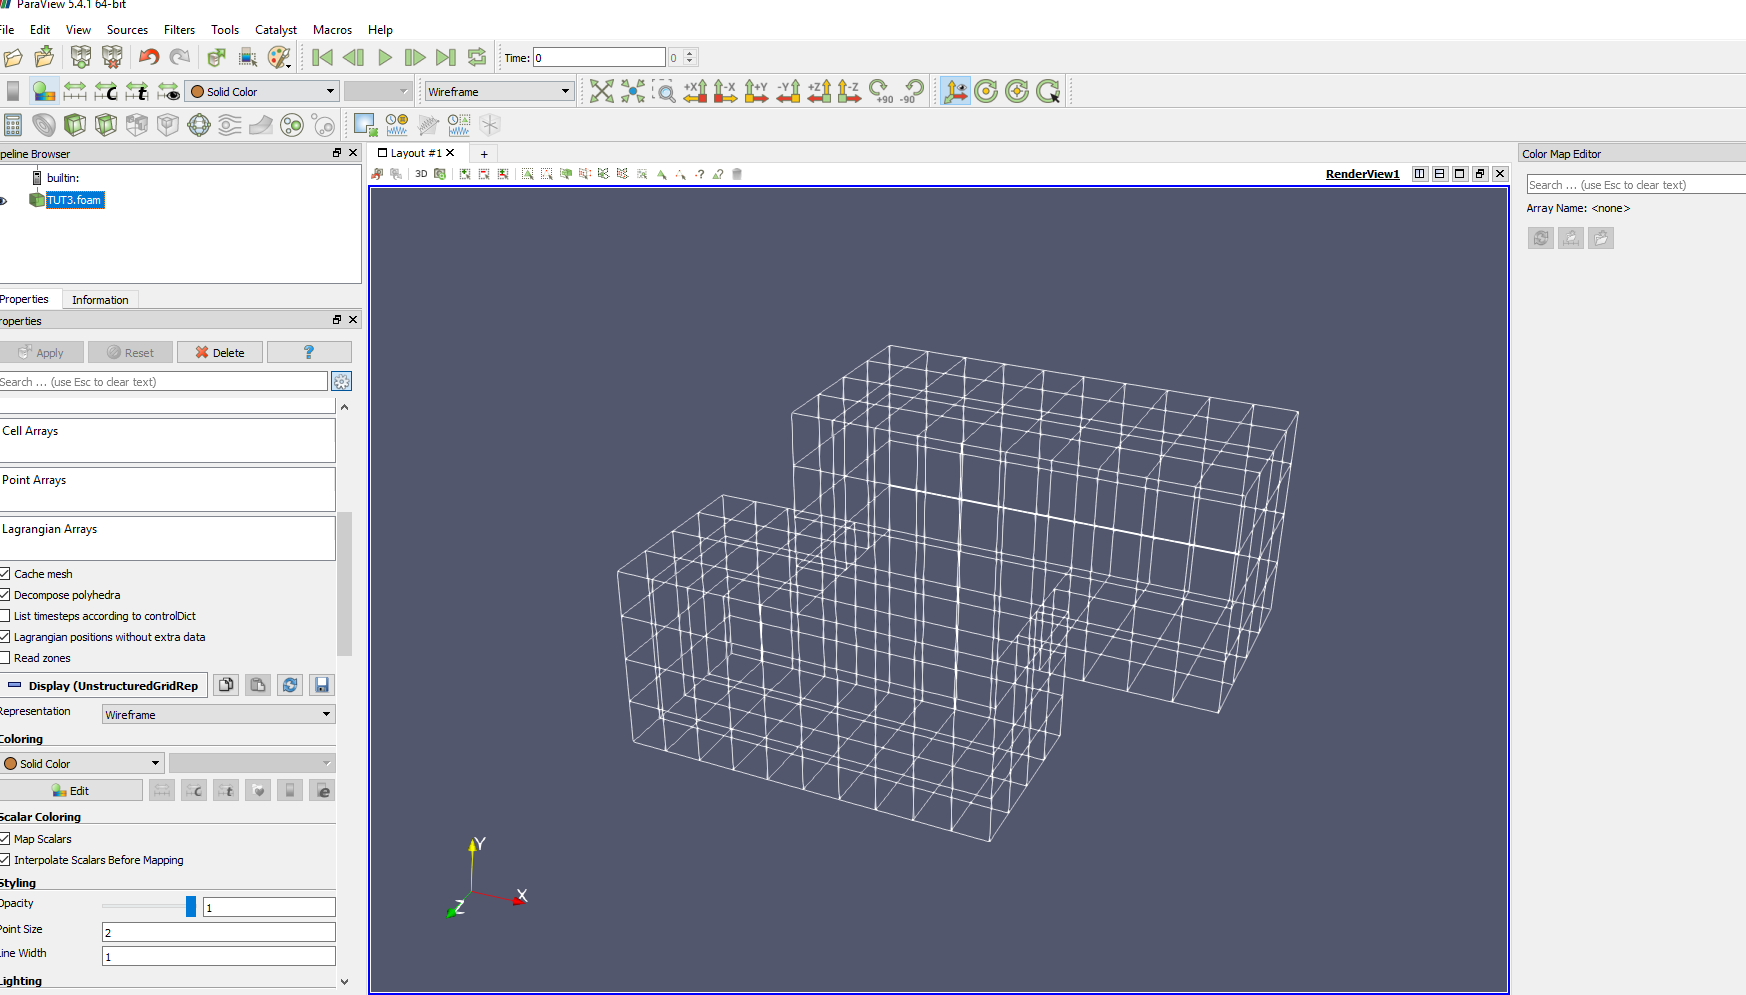 ParaView 5.4.1 64-bit
File Edit View Sources Filters Tools Catalyst Macros Help
Time: 0 0
Solid Color Wireframe +X -X +Y -Y +Z -Z +90 -90
peline Browser
builtin:
TUT3.foam
Properties Information
roperties
Apply Reset Delete ?
Search ... (use Esc to clear text)
Cell Arrays
Point Arrays
Lagrangian Arrays
Cache mesh
Decompose polyhedra
List timesteps according to controlDict
Lagrangian positions without extra data
Read zones
Display (UnstructuredGridRep
Representation Wireframe
Coloring
Solid Color
Edit
Scalar Coloring
Map Scalars
Interpolate Scalars Before Mapping
Styling
Opacity 1
Point Size 2
Line Width 1
Lighting
Layout #1 +
3D RenderView1
Y
X
Z
Color Map Editor
Search ... (use Esc to clear text)
Array Name: <none>